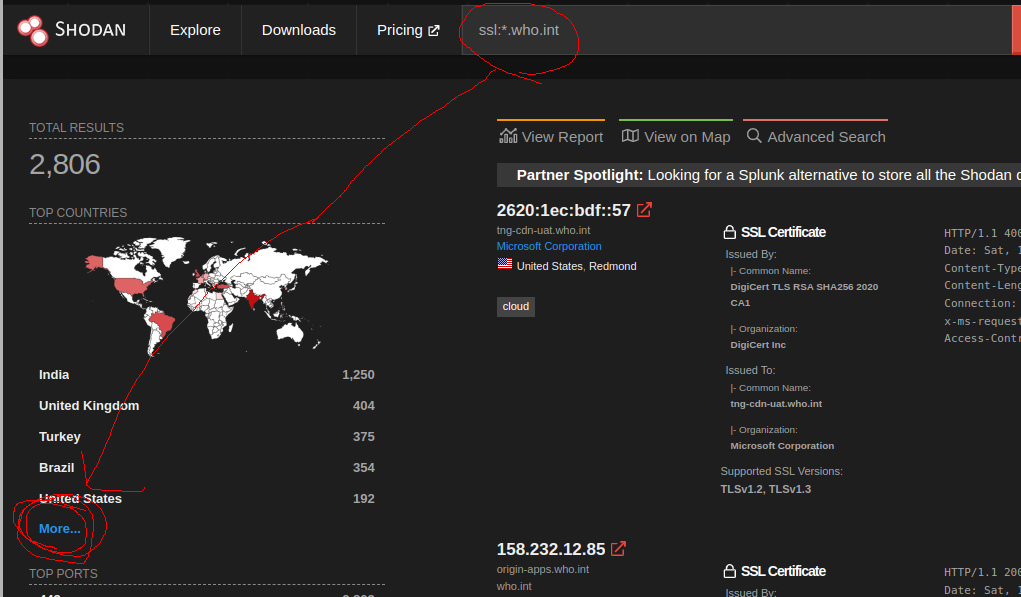 SHODAN Explore Downloads Pricing ssl:*.who.int
TOTAL RESULTS
2,806
TOP COUNTRIES
India 1,250
United Kingdom 404
Turkey 375
Brazil 354
United States 192
More...
TOP PORTS
View Report View on Map Advanced Search
Partner Spotlight: Looking for a Splunk alternative to store all the Shodan
2620:1ec:bdf::57
tng-cdn-uat.who.int
Microsoft Corporation
United States, Redmond
cloud
SSL Certificate
Issued By:
|- Common Name:
DigiCert TLS RSA SHA256 2020
CA1
|- Organization:
DigiCert Inc
Issued To:
|- Common Name:
tng-cdn-uat.who.int
|- Organization:
Microsoft Corporation
Supported SSL Versions:
TLSv1.2, TLSv1.3
HTTP/1.1 400
Date: Sat, 1
Content-Type
Content-Leng
Connection:
x-ms-request
Access-Contr
158.232.12.85
origin-apps.who.int
who.int
SSL Certificate
Issued By:
HTTP/1.1 200
Date: Sat, 1